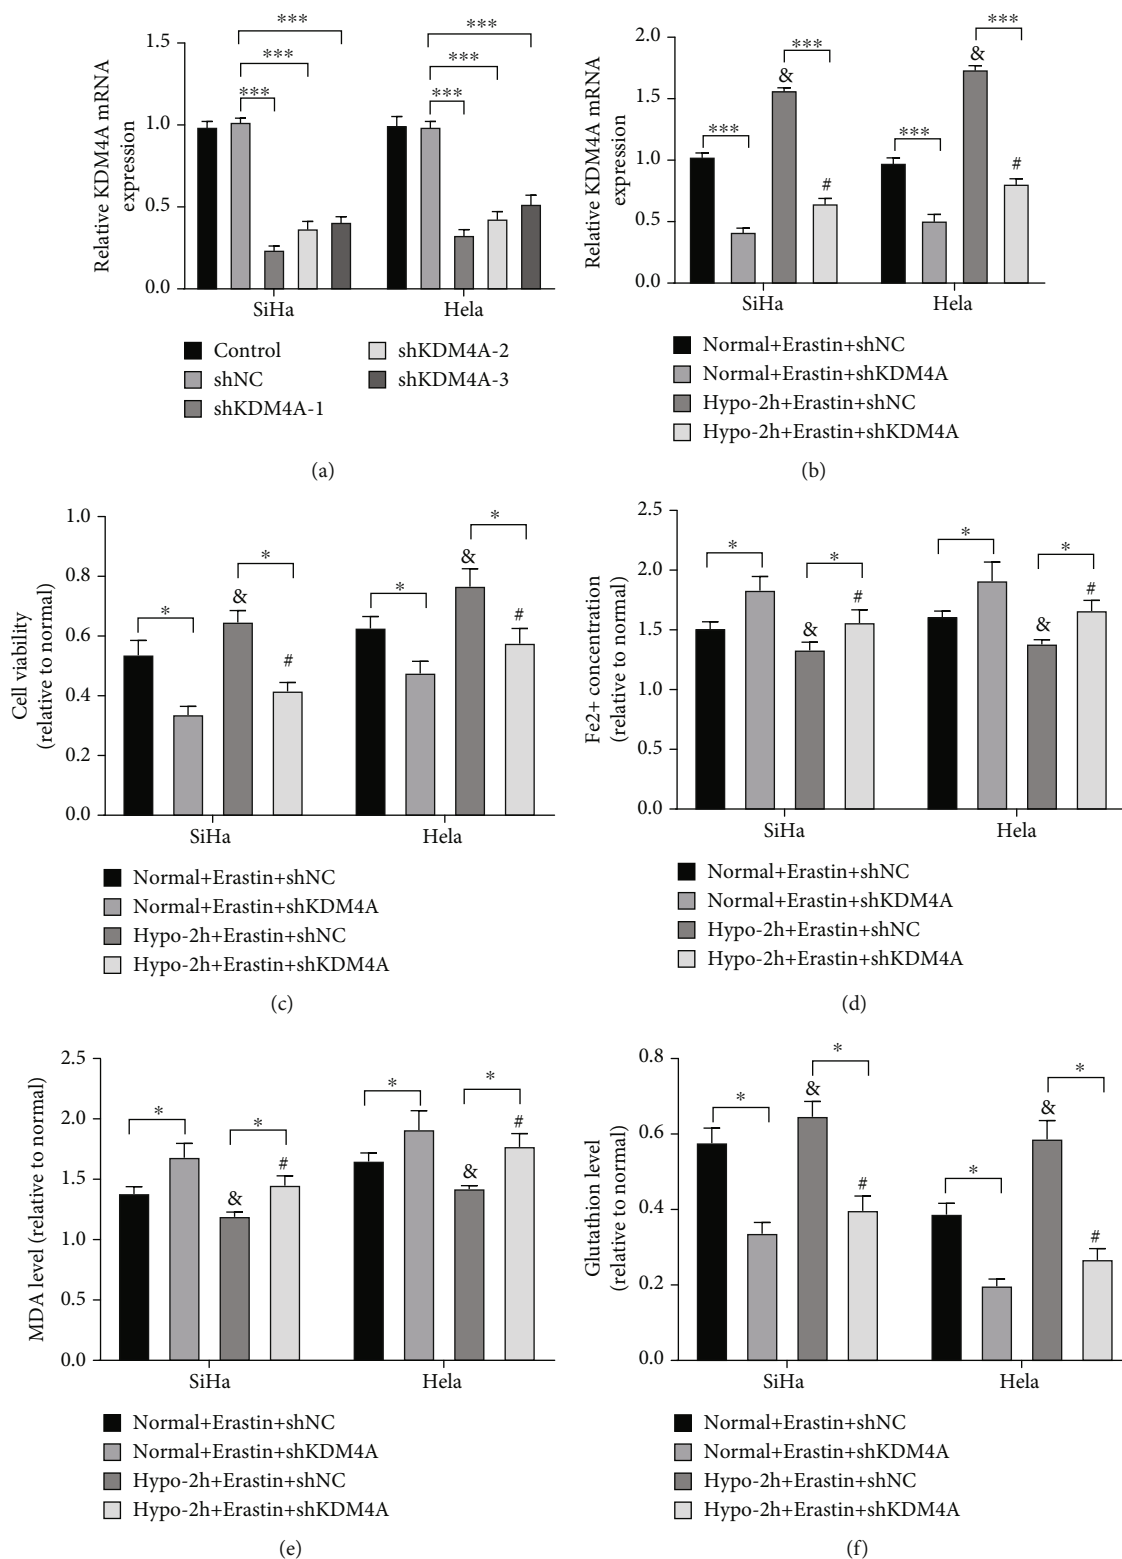 ***
***
***
1.5
1.0
0.5
0.0
Relative KDM4A mRNA
expression
***
***
***
SiHa
Hela
Control
shNC
shKDM4A-1
shKDM4A-2
shKDM4A-3
(a)
2.0
1.5
1.0
0.5
0.0
Relative KDM4A mRNA
expression
***
***
&
#
***
***
&
#
SiHa
Hela
Normal+Erastin+shNC
Normal+Erastin+shKDM4A
Hypo-2h+Erastin+shNC
Hypo-2h+Erastin+shKDM4A
(b)
1.0
0.8
0.6
0.4
0.2
0.0
Cell viability
(relative to normal)
*
*
&
#
*
*
&
#
SiHa
Hela
Normal+Erastin+shNC
Normal+Erastin+shKDM4A
Hypo-2h+Erastin+shNC
Hypo-2h+Erastin+shKDM4A
(c)
2.5
2.0
1.5
1.0
0.5
0.0
Fe2+ concentration
(relative to normal)
*
*
&
#
*
*
&
#
SiHa
Hela
Normal+Erastin+shNC
Normal+Erastin+shKDM4A
Hypo-2h+Erastin+shNC
Hypo-2h+Erastin+shKDM4A
(d)
2.5
2.0
1.5
1.0
0.5
0.0
MDA level (relative to normal)
*
*
&
#
*
*
&
#
SiHa
Hela
Normal+Erastin+shNC
Normal+Erastin+shKDM4A
Hypo-2h+Erastin+shNC
Hypo-2h+Erastin+shKDM4A
(e)
0.8
0.6
0.4
0.2
0.0
Glutathion level
(relative to normal)
*
*
&
#
*
*
&
#
SiHa
Hela
Normal+Erastin+shNC
Normal+Erastin+shKDM4A
Hypo-2h+Erastin+shNC
Hypo-2h+Erastin+shKDM4A
(f)